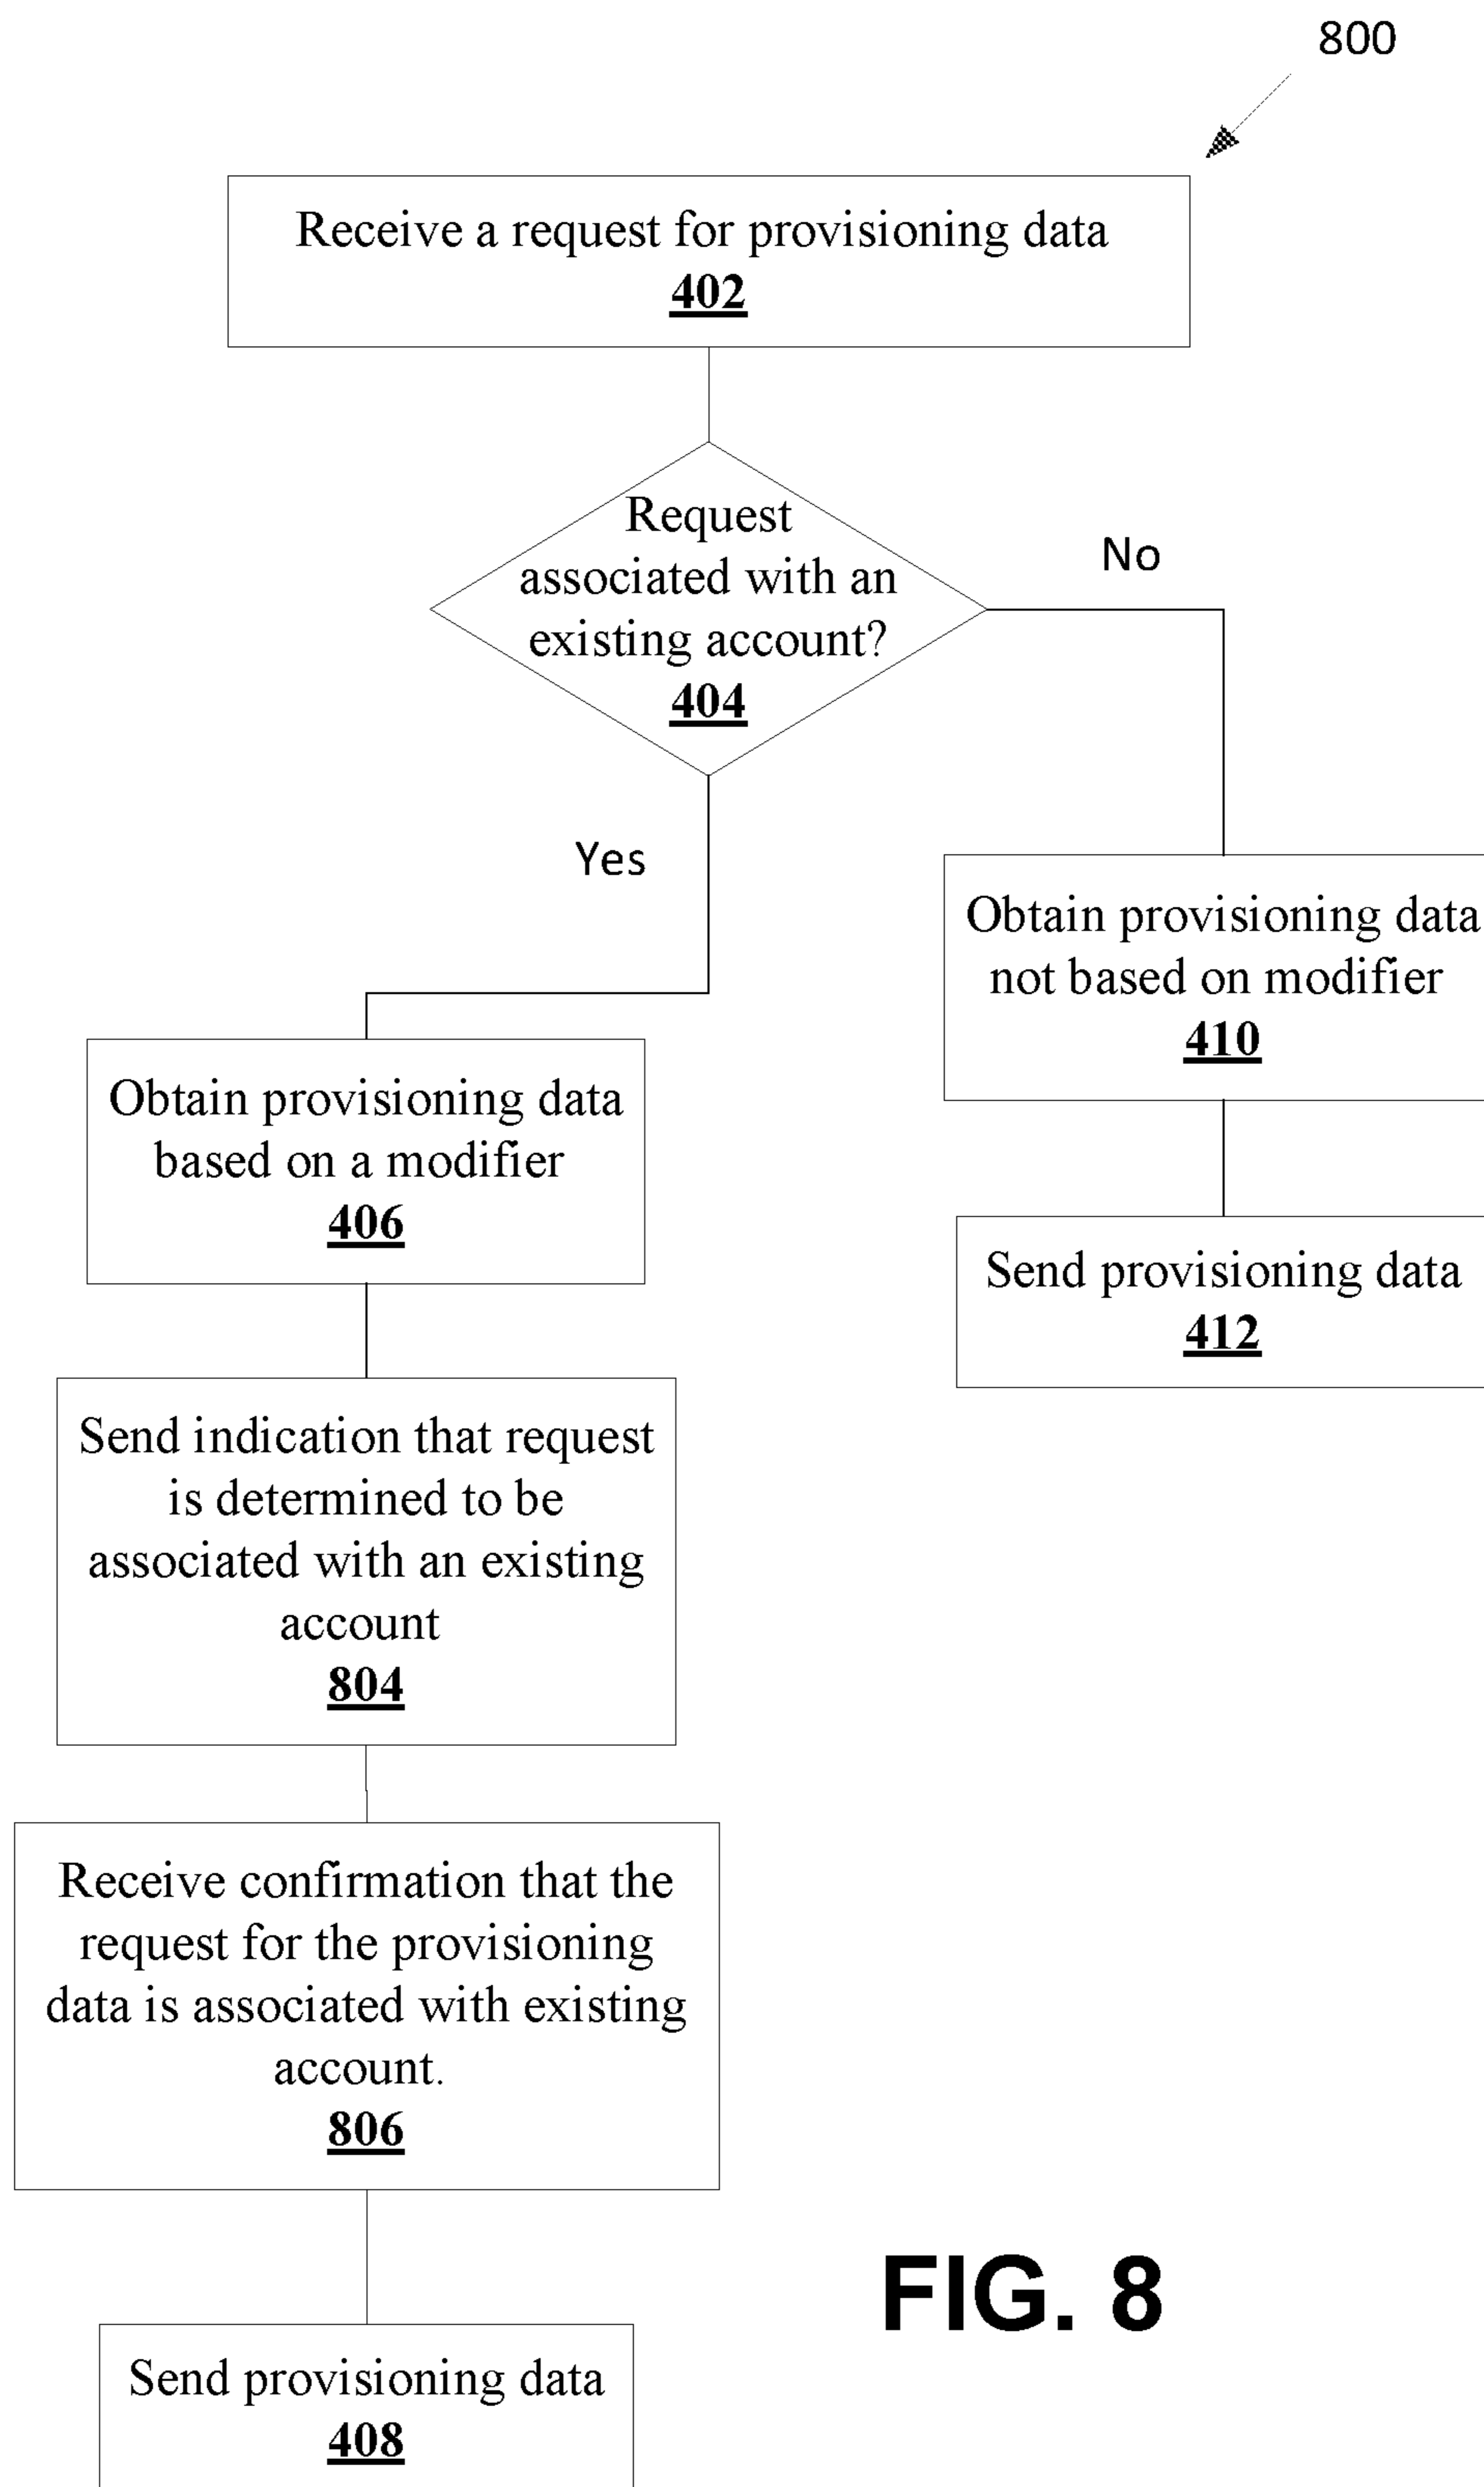 800
Receive a request for provisioning data
402
Request
associated with an
existing account?
404
No
Yes
Obtain provisioning data
not based on modifier
410
Obtain provisioning data
based on a modifier
406
Send provisioning data
412
Send indication that request
is determined to be
associated with an existing
account
804
Receive confirmation that the
request for the provisioning
data is associated with existing
account.
806
Send provisioning data
408
FIG. 8